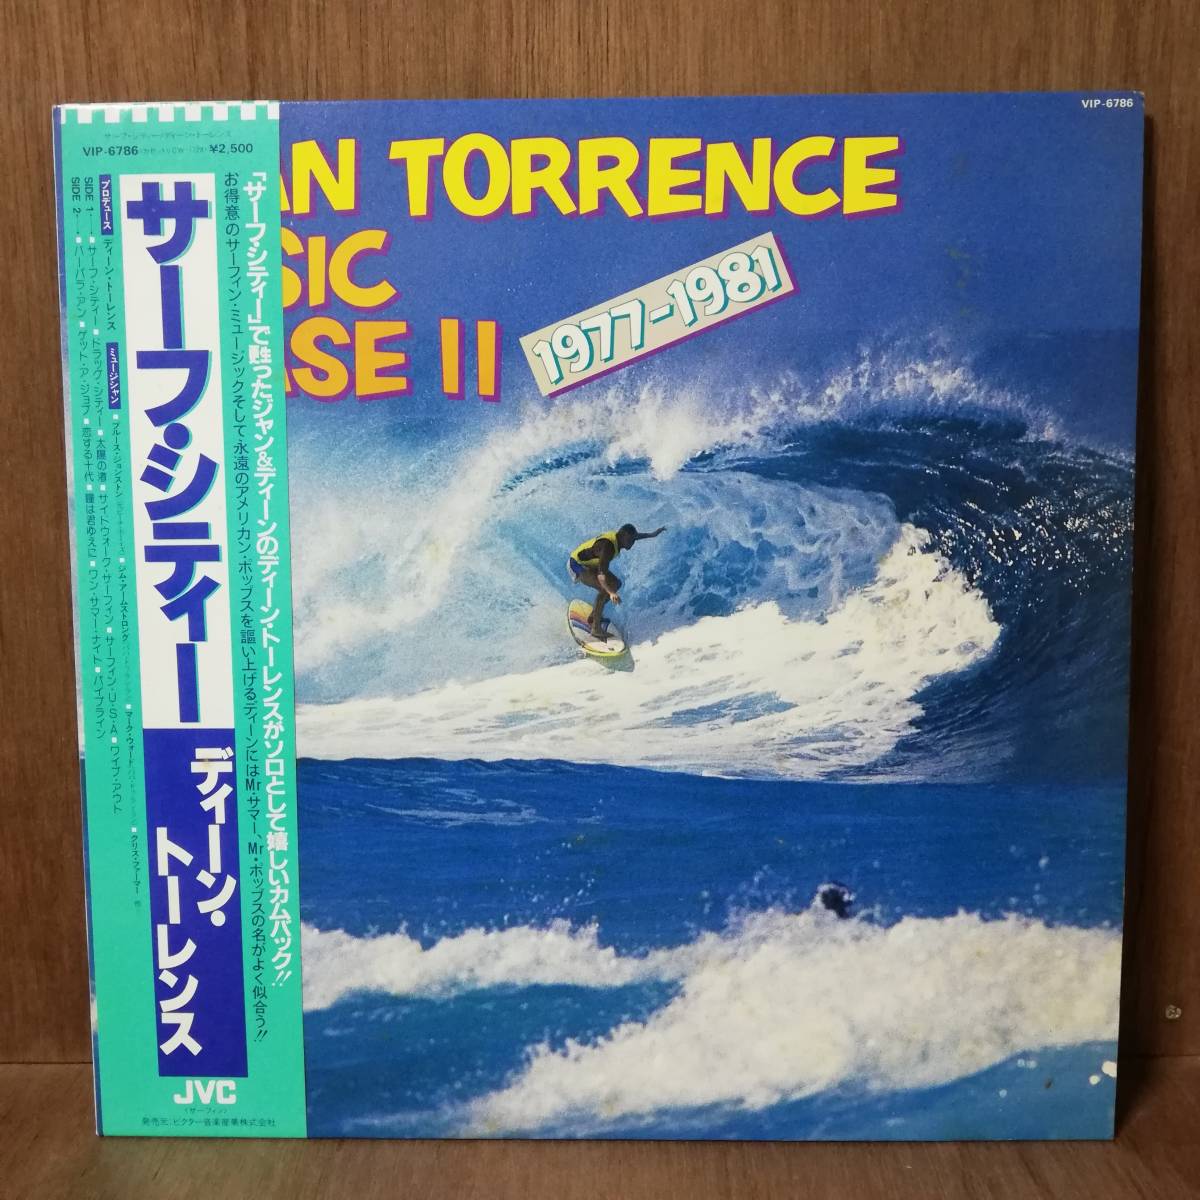 サーフ・シティー/ディーン・トーレンス
VIP-6786
¥2,500
サーフ・シティー
ディーン・
トーレンス
「サーフ・シティー」で甦ったジャン&ディーンのディーン・トーレンスがソロとして嬉しいカムバック!!
お得意のサーフィン・ミュージックそして永遠のアメリカン・ポップスを謳い上げるディーンにはMr・サマー、Mr・ポップスの名がよく似合う!!
プロデュース ディーン・トーレンス ミュージシャン ■ブルース・ジョンストン ■ジム・アームストロング ■マーク・ウォード ■クリス・ファーマー 他
SIDE 1 ■サーフ・シティー■ドラッグ・シティー■太陽の渚■サイドウォーク・サーフィン■サーフィン・U・S・A■ワイプ・アウト
SIDE 2 ■バーバラ・アン■ゲット・ア・ジョブ■恋する十代■瞳は君ゆえに■ワン・サマー・ナイト■パイプライン
JVC
(サーフィン)
発売元:ビクター音楽産業株式会社
VIP-6786
AN TORRENCE
SIC
ASE II
1977-1981